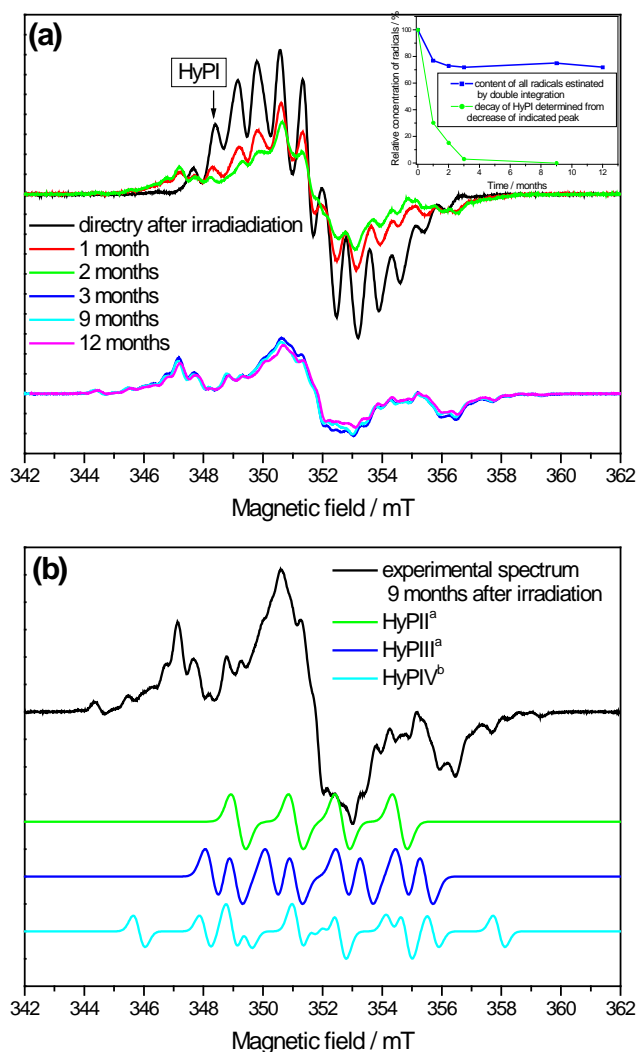 (a)
HyPI
Relative concentration of radicals / %
100
80
60
40
20
0
content of all radicals estinated
by double integration
decay of HyPI determined from
decrease of indicated peak
0 2 4 6 8 10 12
Time / months
directry after irradiadiation
1 month
2 months
3 months
9 months
12 months
342 344 346 348 350 352 354 356 358 360 362
Magnetic field / mT
(b)
experimental spectrum
9 months after irradiation
HyPII^a
HyPIII^a
HyPIV^b
342 344 346 348 350 352 354 356 358 360 362
Magnetic field / mT